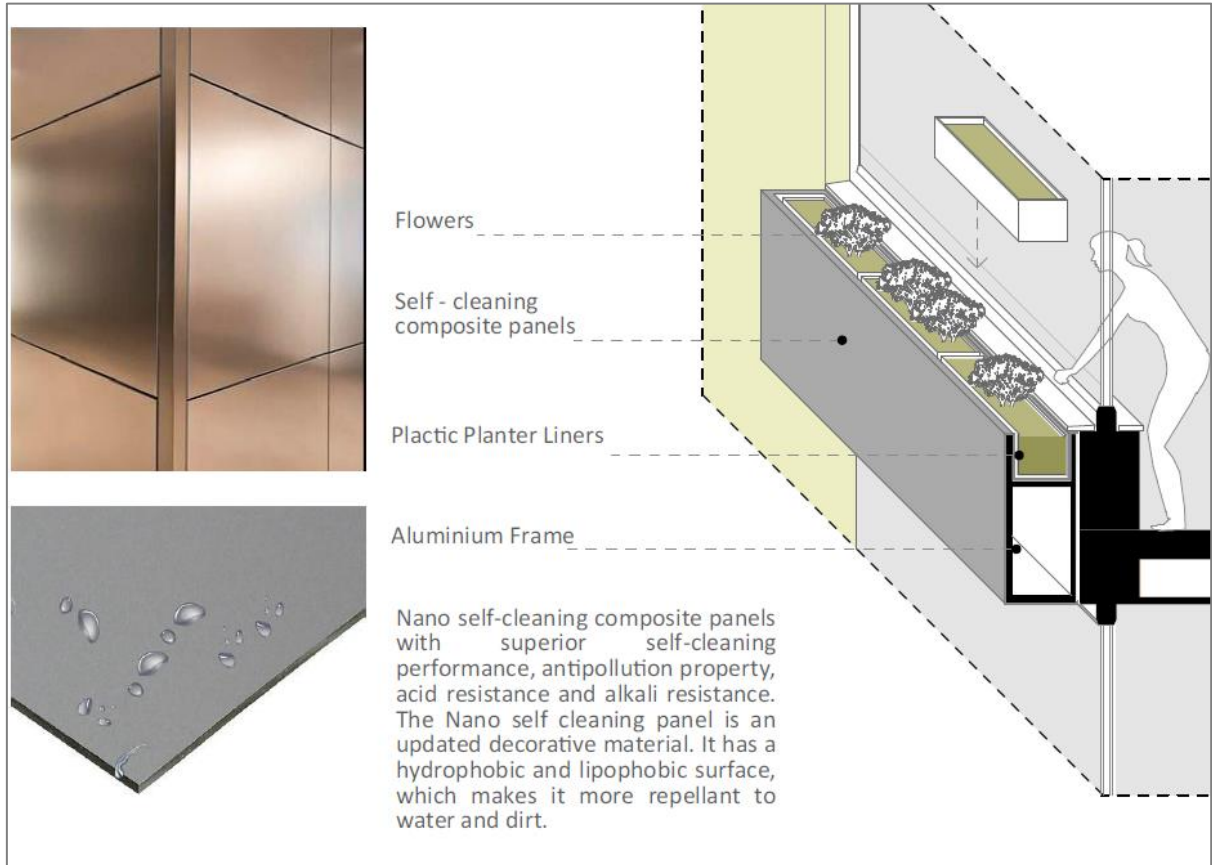 Flowers
Self - cleaning
composite panels
Plactic Planter Liners
Aluminium Frame
Nano self-cleaning composite panels
with superior self-cleaning
performance, antipollution property,
acid resistance and alkali resistance.
The Nano self cleaning panel is an
updated decorative material. It has a
hydrophobic and lipophobic surface,
which makes it more repellant to
water and dirt.